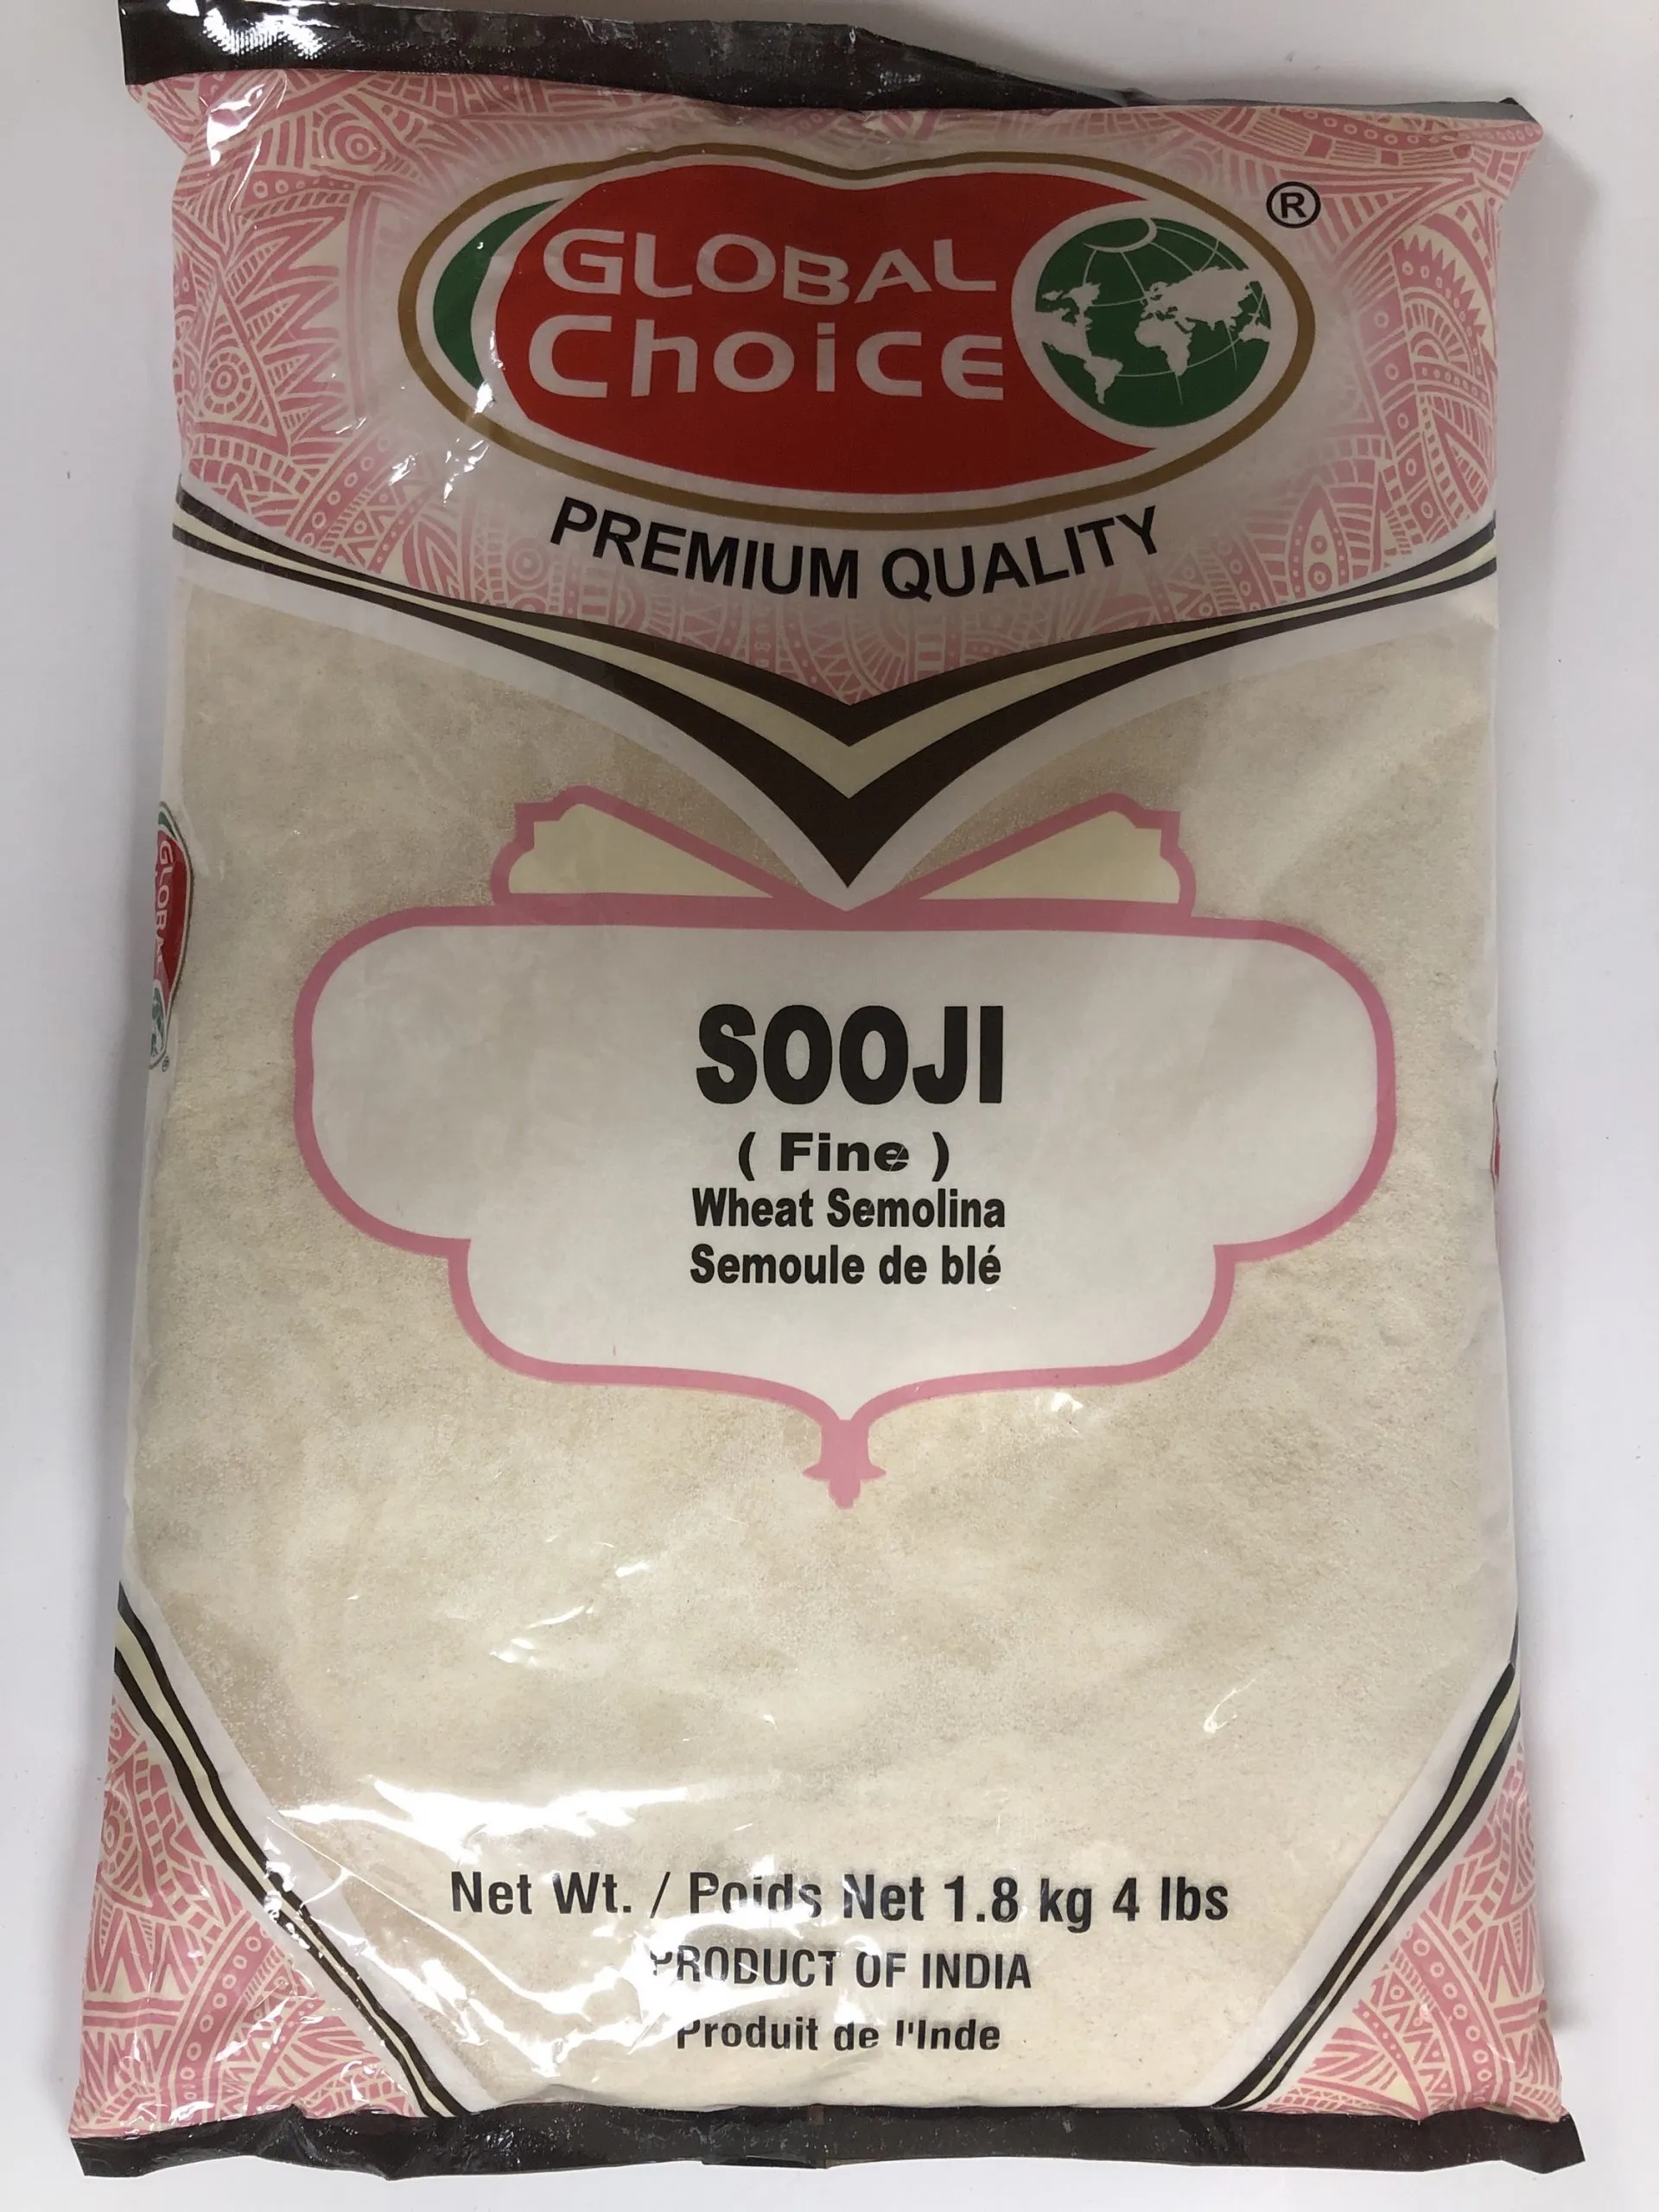 GLOBAL
Choice
®
PREMIUM QUALITY
GLOBAL
SOOJI
( Fine )
Wheat Semolina
Semoule de blé
Net Wt. / Poids Net 1.8 kg 4 lbs
PRODUCT OF INDIA
Produit de l'Inde